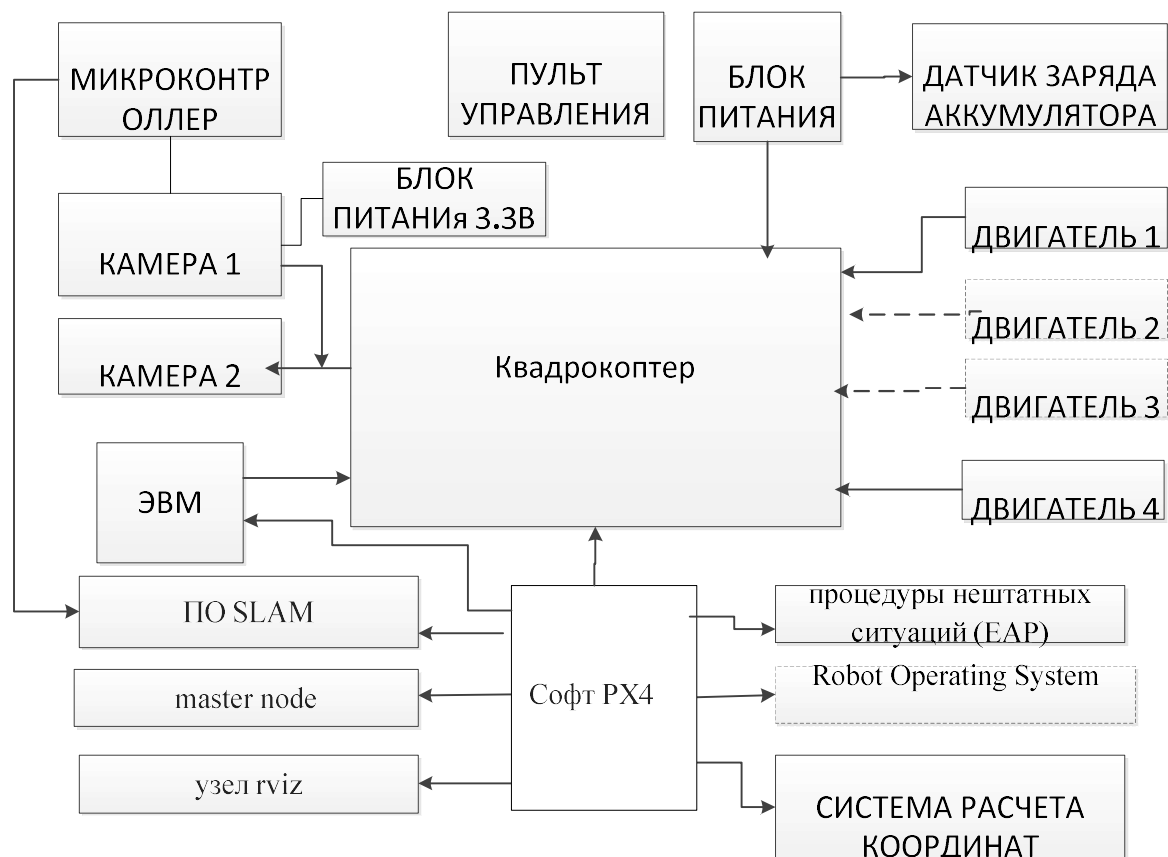 МИКРОКОНТР
ОЛЛЕР
ПУЛЬТ
УПРАВЛЕНИЯ
БЛОК
ПИТАНИЯ
ДАТЧИК ЗАРЯДА
АККУМУЛЯТОРА
БЛОК
ПИТАНИя 3.3В
КАМЕРА 1
ДВИГАТЕЛЬ 1
КАМЕРА 2
Квадрокоптер
ДВИГАТЕЛЬ 2
ДВИГАТЕЛЬ 3
ЭВМ
ДВИГАТЕЛЬ 4
ПО SLAM
процедуры нештатных
ситуаций (EAP)
master node
Софт PX4
Robot Operating System
узел rviz
СИСТЕМА РАСЧЕТА
КООРДИНАТ